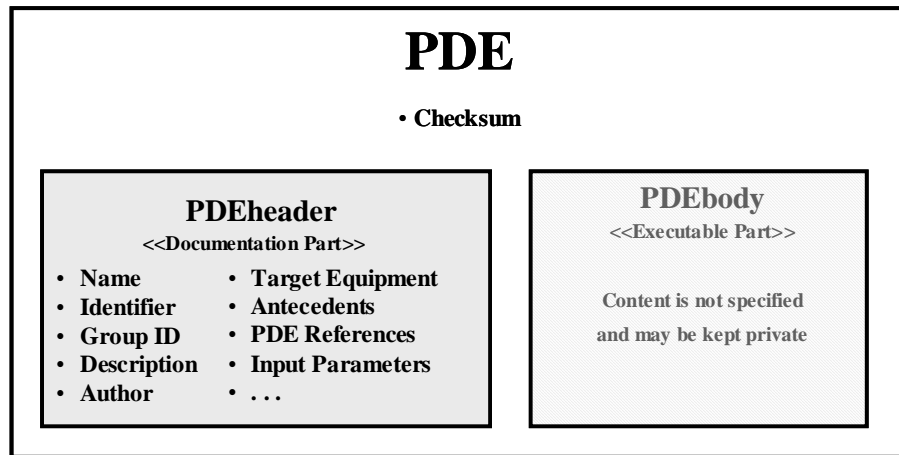 PDE
• Checksum
PDEheader
<<Documentation Part>>
• Name
• Identifier
• Group ID
• Description
• Author
• Target Equipment
• Antecedents
• PDE References
• Input Parameters
• . . .
PDEbody
<<Executable Part>>
Content is not specified
and may be kept private